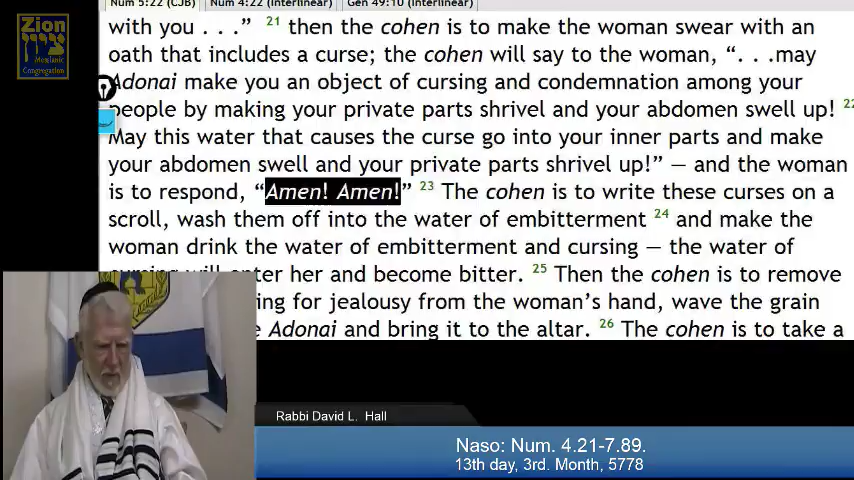 Num 5:22 (CJB) Num 4:22 (Interlinear) Gen 49:10 (Interlinear)
Zion
ציון
Messianic
Congregation
with you . . .” 21 then the cohen is to make the woman swear with an
oath that includes a curse; the cohen will say to the woman, “. . .may
Adonai make you an object of cursing and condemnation among your
people by making your private parts shrivel and your abdomen swell up! 22
May this water that causes the curse go into your inner parts and make
your abdomen swell and your private parts shrivel up!” — and the woman
is to respond, “Amen! Amen!” 23 The cohen is to write these curses on a
scroll, wash them off into the water of embitterment 24 and make the
woman drink the water of embitterment and cursing — the water of
cursing will enter her and become bitter. 25 Then the cohen is to remove
ing for jealousy from the woman’s hand, wave the grain
Adonai and bring it to the altar. 26 The cohen is to take a
Rabbi David L. Hall
Naso: Num. 4.21-7.89.
13th day, 3rd. Month, 5778